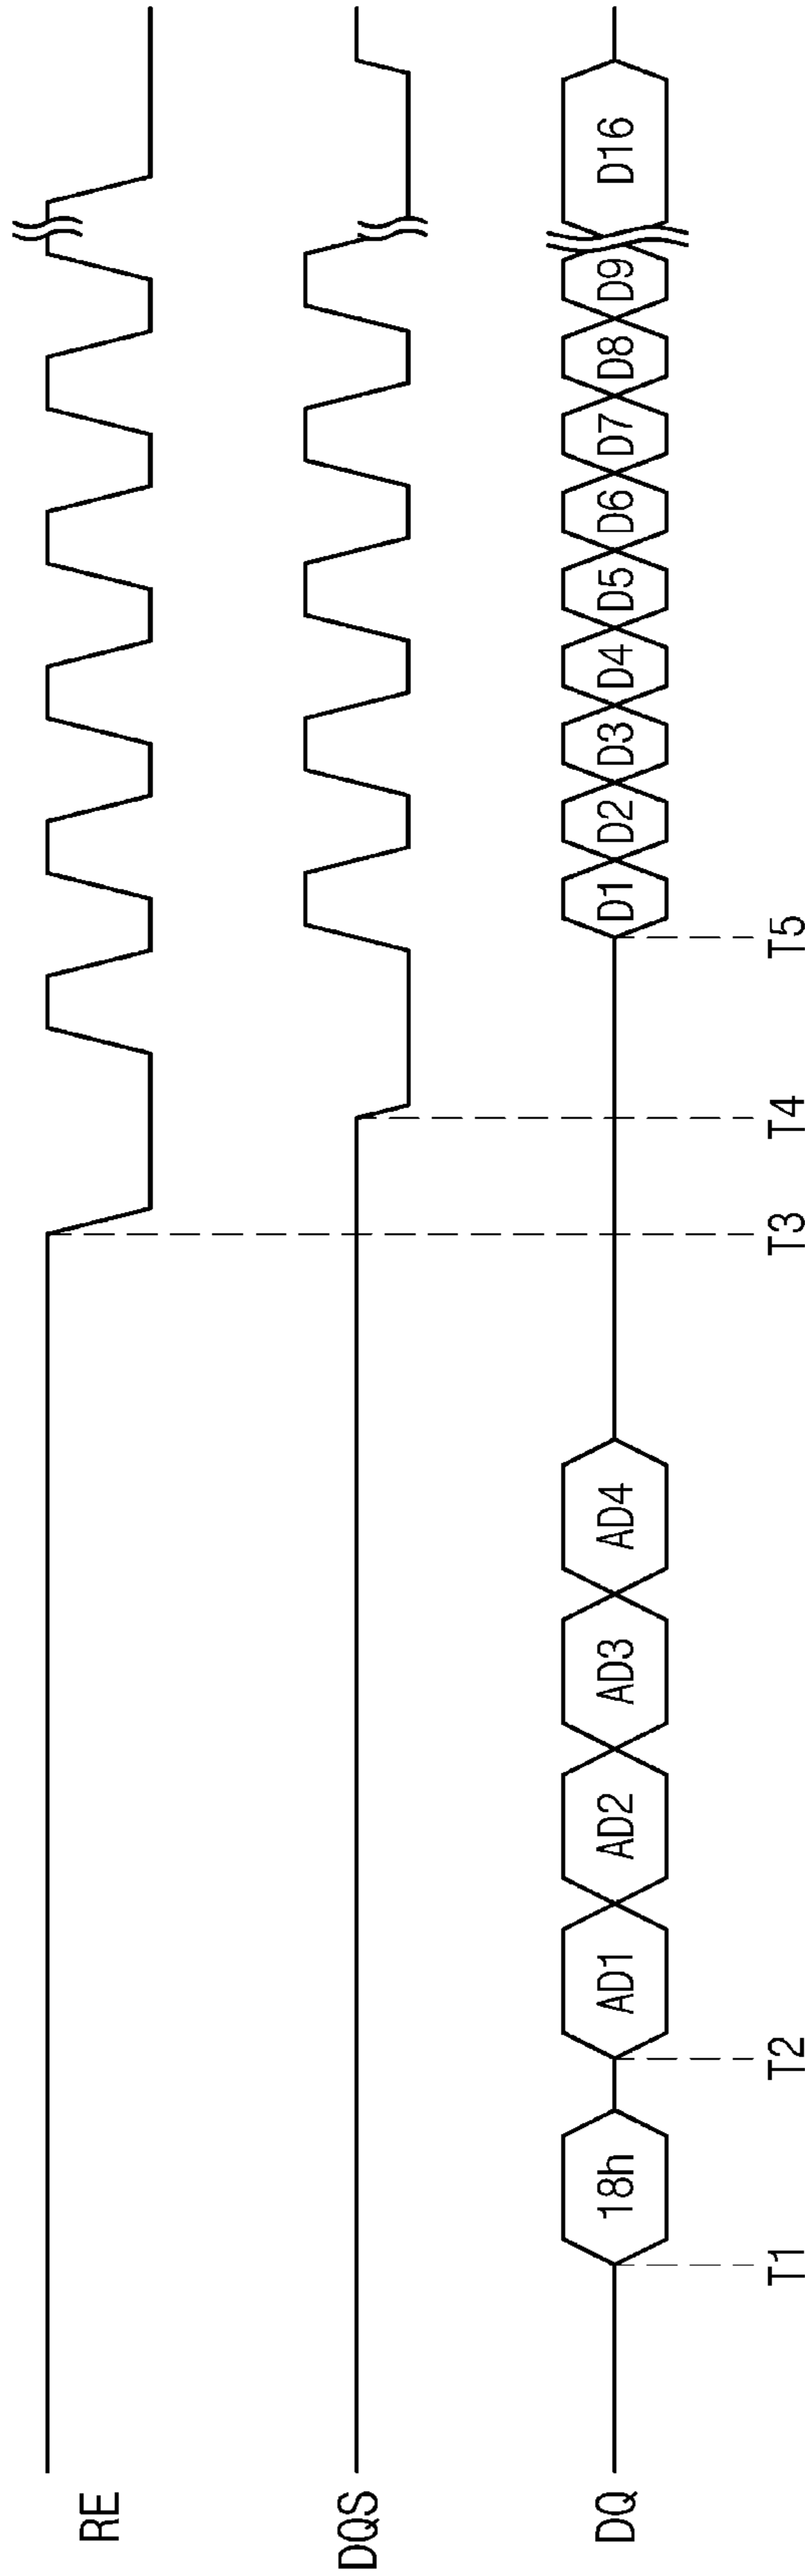 RE
DQS
DQ
18h AD1 AD2 AD3 AD4 D1 D2 D3 D4 D5 D6 D7 D8 D9 D16
T1 T2 T3 T4 T5